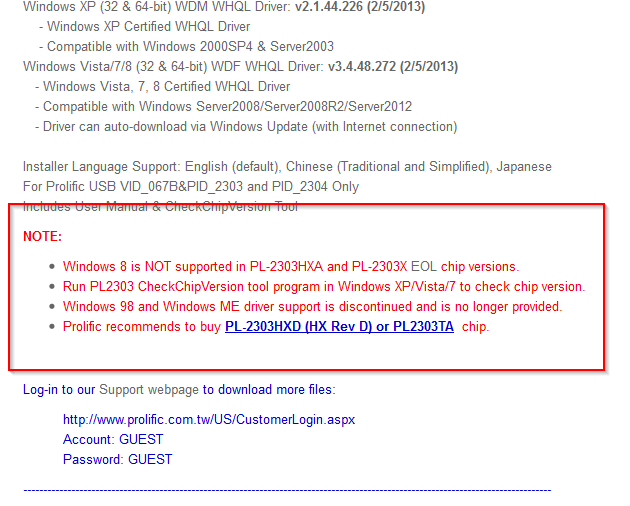 Windows XP (32 & 64-bit) WDM WHQL Driver: v2.1.44.226 (2/5/2013)
- Windows XP Certified WHQL Driver
- Compatible with Windows 2000SP4 & Server2003
Windows Vista/7/8 (32 & 64-bit) WDF WHQL Driver: v3.4.48.272 (2/5/2013)
- Windows Vista, 7, 8 Certified WHQL Driver
- Compatible with Windows Server2008/Server2008R2/Server2012
- Driver can auto-download via Windows Update (with Internet connection)
Installer Language Support: English (default), Chinese (Traditional and Simplified), Japanese
For Prolific USB VID_067B&PID_2303 and PID_2304 Only
Includes User Manual & CheckChipVersion Tool
NOTE:
• Windows 8 is NOT supported in PL-2303HXA and PL-2303X EOL chip versions.
• Run PL2303 CheckChipVersion tool program in Windows XP/Vista/7 to check chip version.
• Windows 98 and Windows ME driver support is discontinued and is no longer provided.
• Prolific recommends to buy PL-2303HXD (HX Rev D) or PL2303TA chip.
Log-in to our Support webpage to download more files:
http://www.prolific.com.tw/US/CustomerLogin.aspx
Account: GUEST
Password: GUEST
------------------------------------------------------------------------------------------------------------------------------------